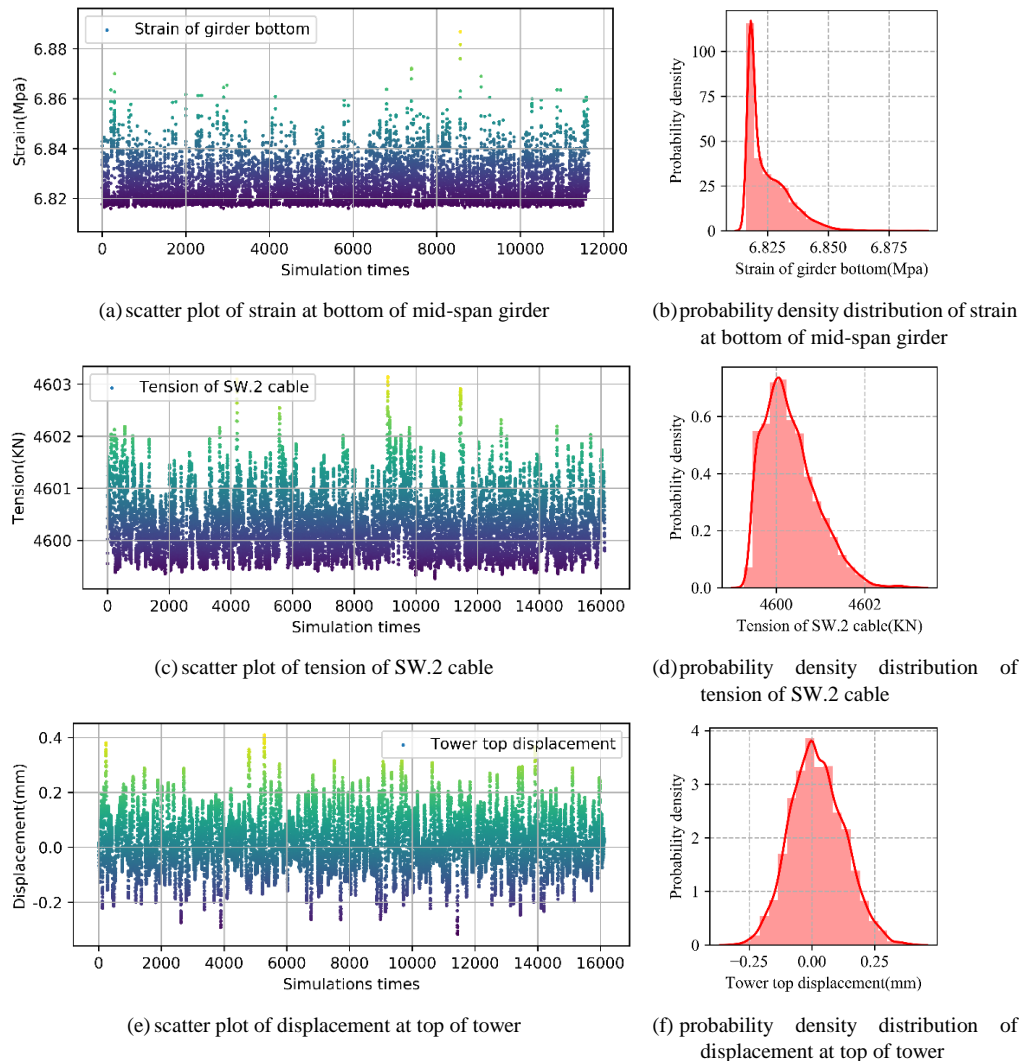 Strain of girder bottom
6.88
6.86
6.84
6.82
Strain(Mpa)
0 2000 4000 6000 8000 10000 12000
Simulation times
100
75
50
25
0
Probability density
6.825 6.850 6.875
Strain of girder bottom(Mpa)
(a) scatter plot of strain at bottom of mid-span girder
(b) probability density distribution of strain
at bottom of mid-span girder
Tension of SW.2 cable
4603
4602
4601
4600
Tension(KN)
0 2000 4000 6000 8000 10000 12000 14000 16000
Simulation times
0.6
0.4
0.2
0.0
Probability density
4600 4602
Tension of SW.2 cable(KN)
(c) scatter plot of tension of SW.2 cable
(d) probability density distribution of
tension of SW.2 cable
Tower top displacement
0.4
0.2
0.0
-0.2
Displacement(mm)
0 2000 4000 6000 8000 10000 12000 14000 16000
Simulations times
4
3
2
1
0
Probability density
−0.25 0.00 0.25
Tower top displacement(mm)
(e) scatter plot of displacement at top of tower
(f) probability density distribution of
displacement at top of tower